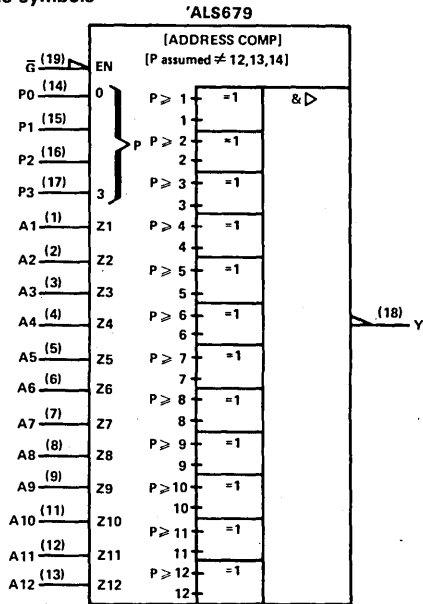 'ALS679
[ADDRESS COMP]
[P assumed ≠ 12,13,14]
G̅ (19) EN
P0 (14) 0
P1 (15)
P2 (16)
P3 (17) 3
P
A1 (1) Z1
A2 (2) Z2
A3 (3) Z3
A4 (4) Z4
A5 (5) Z5
A6 (6) Z6
A7 (7) Z7
A8 (8) Z8
A9 (9) Z9
A10 (11) Z10
A11 (12) Z11
A12 (13) Z12
P ⩾ 1 =1 & ▷
1
P ⩾ 2 =1
2
P ⩾ 3 =1
3
P ⩾ 4 =1
4
P ⩾ 5 =1
5
P ⩾ 6 =1
6
P ⩾ 7 =1
7
P ⩾ 8 =1
8
P ⩾ 9 =1
9
P ⩾ 10 =1
10
P ⩾ 11 =1
11
P ⩾ 12 =1
12
(18) Y